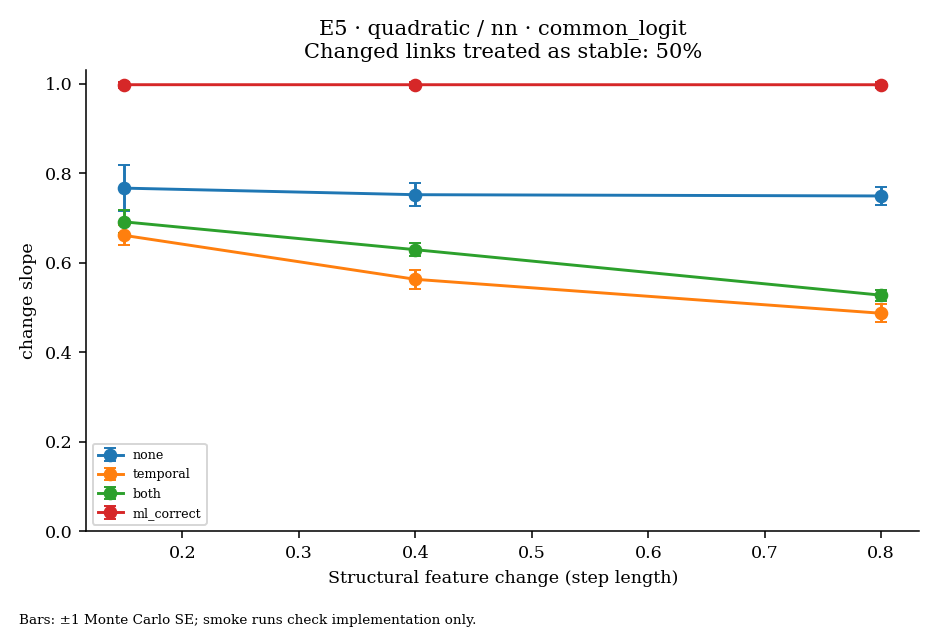 E5 · quadratic / nn · common_logit
Changed links treated as stable: 50%
change slope
1.0
0.8
0.6
0.4
0.2
0.0
none
temporal
both
ml_correct
0.2 0.3 0.4 0.5 0.6 0.7 0.8
Structural feature change (step length)
Bars: ±1 Monte Carlo SE; smoke runs check implementation only.